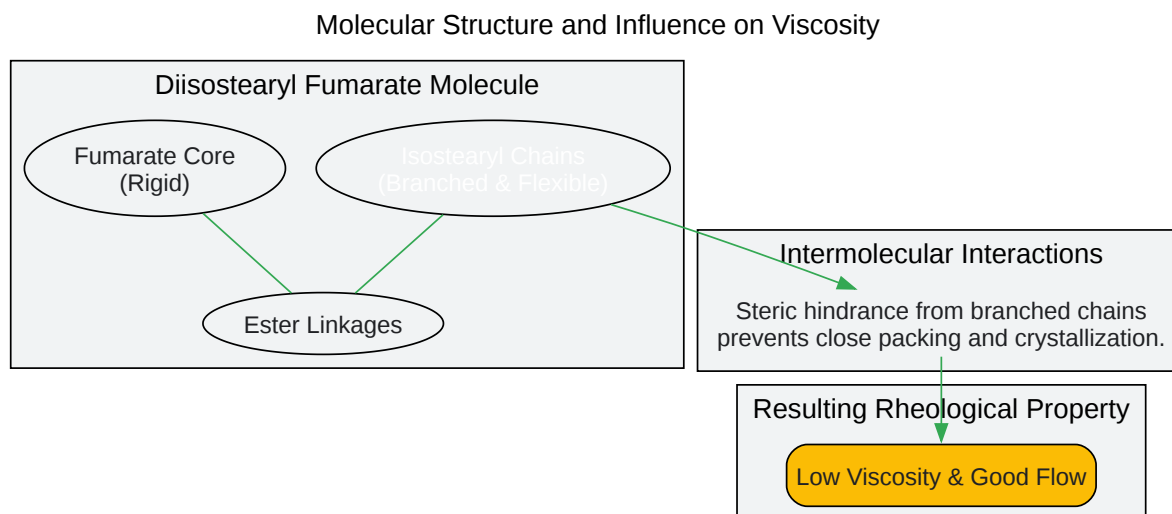 Molecular Structure and Influence on Viscosity
Diisostearyl Fumarate Molecule
Fumarate Core
(Rigid)
Isostearyl Chains
(Branched & Flexible)
Ester Linkages
Intermolecular Interactions
Steric hindrance from branched chains
prevents close packing and crystallization.
Resulting Rheological Property
Low Viscosity & Good Flow